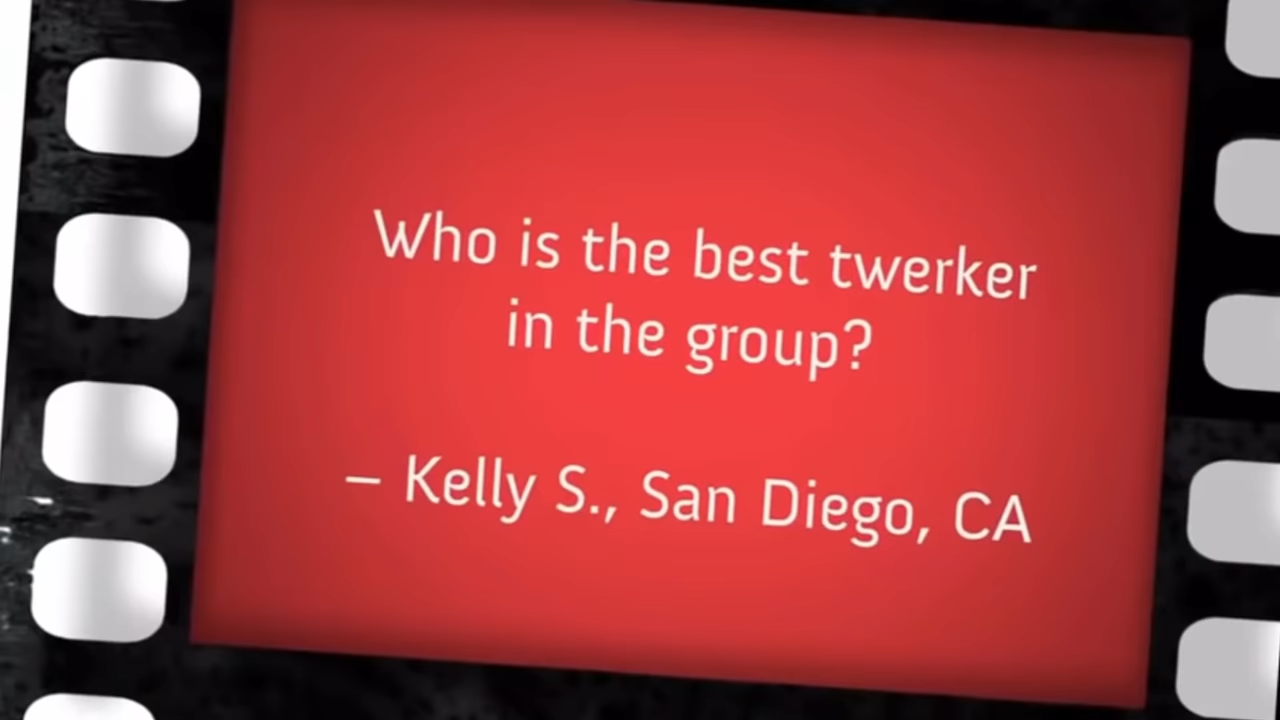 Who is the best twerker
in the group?
– Kelly S., San Diego, CA